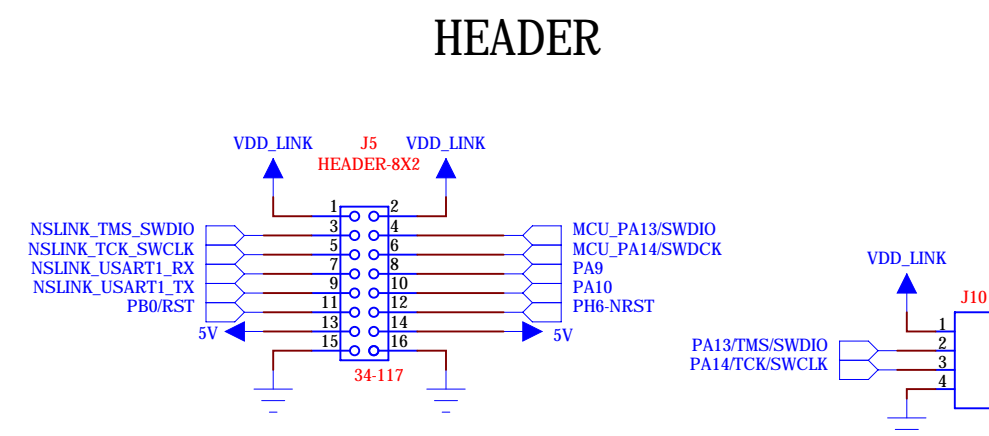 HEADER
VDD_LINK J5 VDD_LINK
HEADER-8X2
1 2
NSLINK_TMS_SWDIO 3 4 MCU_PA13/SWDIO
NSLINK_TCK_SWCLK 5 6 MCU_PA14/SWDCK
NSLINK_USART1_RX 7 8 PA9
NSLINK_USART1_TX 9 10 PA10
PB0/RST 11 12 PH6-NRST
5V 13 14 5V
15 16
34-117
VDD_LINK
J10
1
PA13/TMS/SWDIO 2
PA14/TCK/SWCLK 3
4